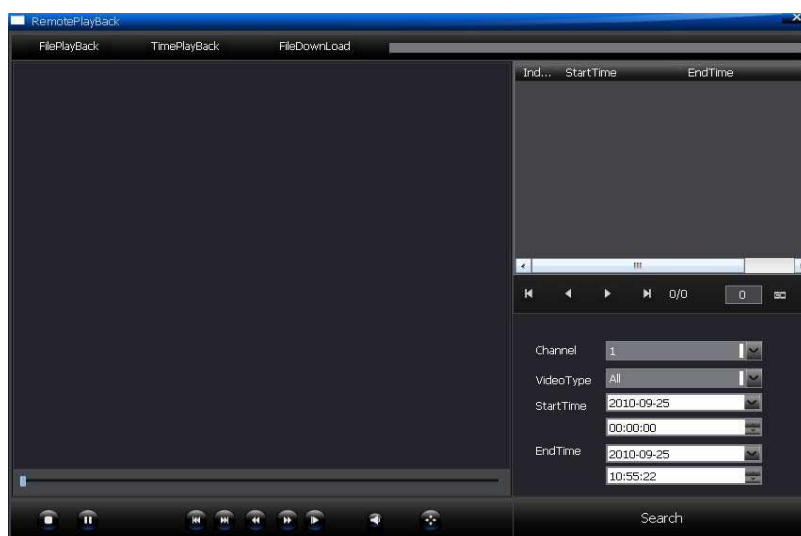 RemotePlayBack
FilePlayBack TimePlayBack FileDownLoad
Ind... StartTime EndTime
0/0 0
Channel 1
VideoType All
StartTime 2010-09-25
00:00:00
EndTime 2010-09-25
10:55:22
Search